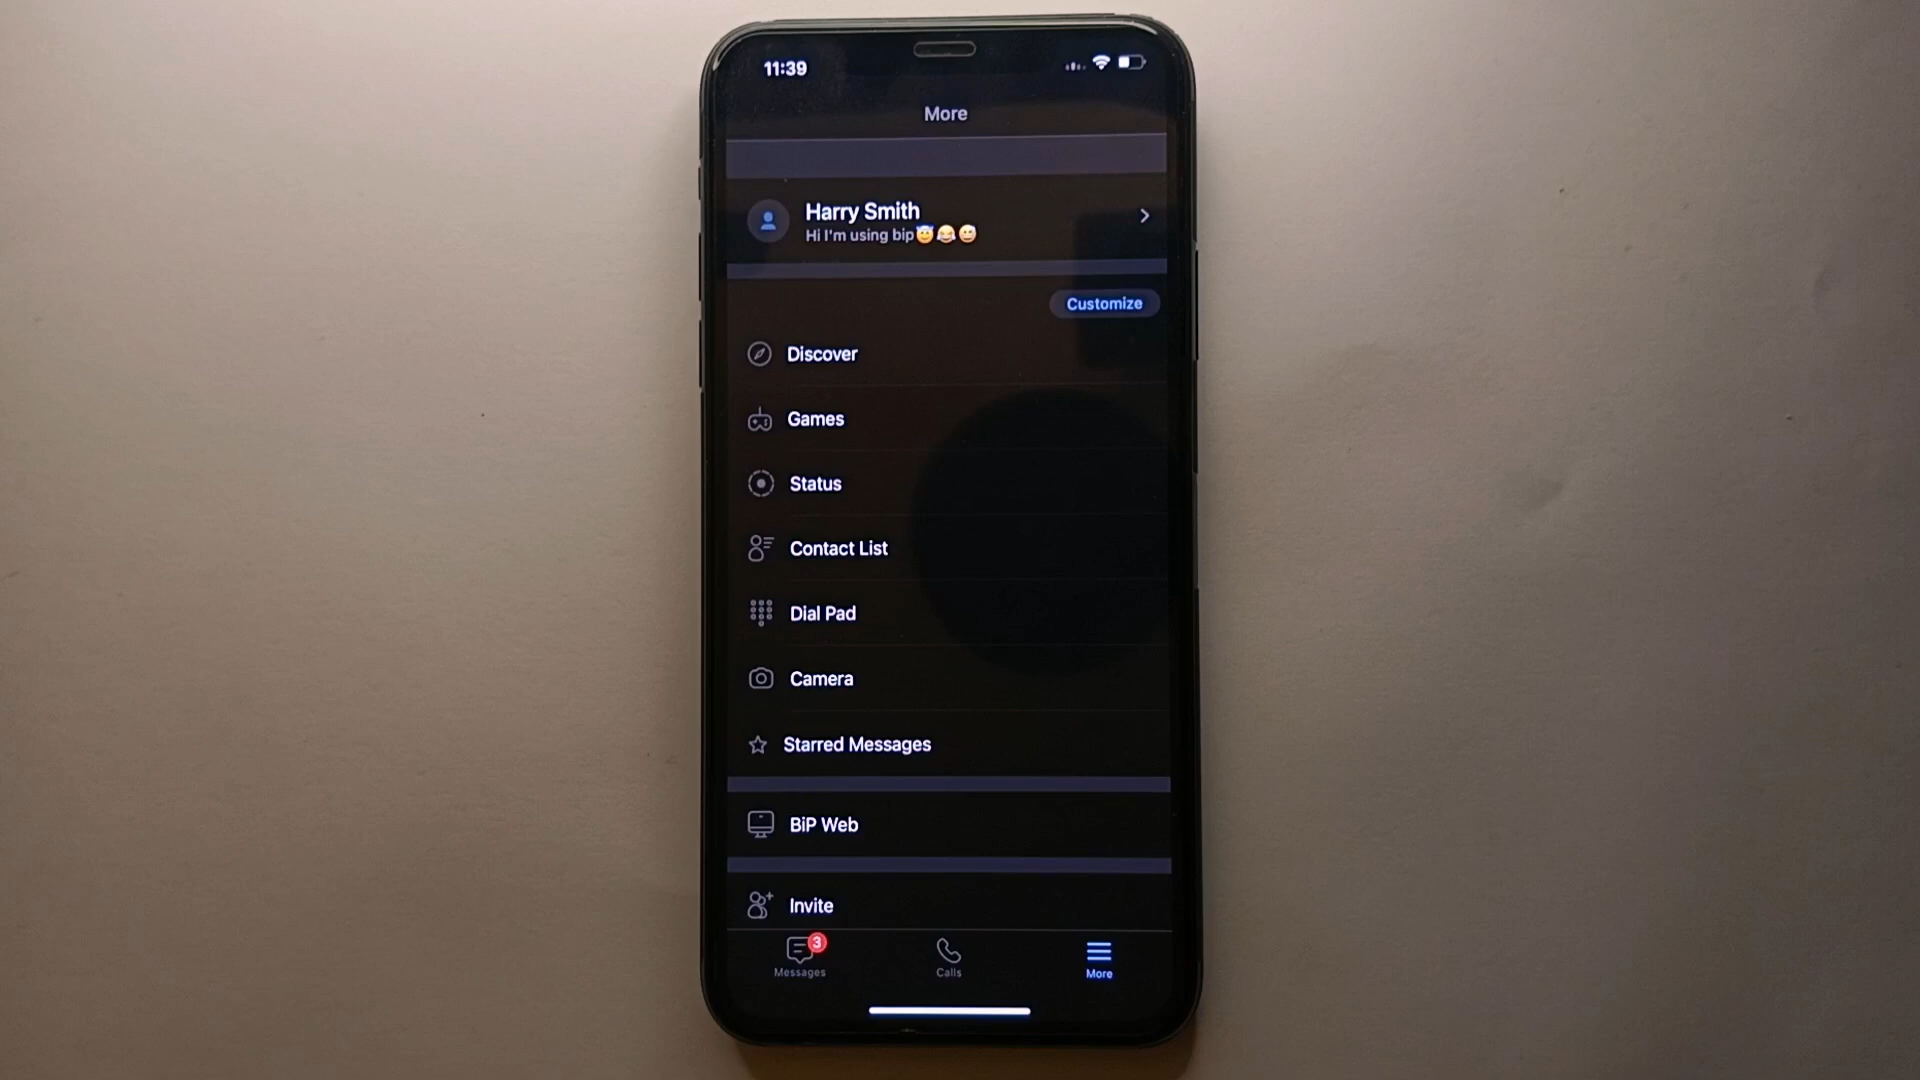 11:39
More
Harry Smith
Hi I'm using bip😇😂😅
Customize
Discover
Games
Status
Contact List
Dial Pad
Camera
Starred Messages
BiP Web
Invite
3
Messages
Calls
More